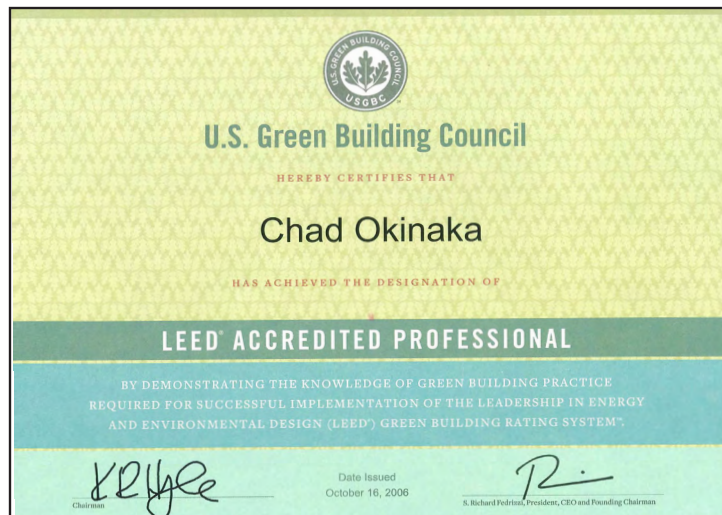 U.S. GREEN BUILDING COUNCIL
USGBC
U.S. Green Building Council
HEREBY CERTIFIES THAT
Chad Okinaka
HAS ACHIEVED THE DESIGNATION OF
LEED® ACCREDITED PROFESSIONAL
BY DEMONSTRATING THE KNOWLEDGE OF GREEN BUILDING PRACTICE
REQUIRED FOR SUCCESSFUL IMPLEMENTATION OF THE LEADERSHIP IN ENERGY
AND ENVIRONMENTAL DESIGN (LEED®) GREEN BUILDING RATING SYSTEM™.
Chairman
Date Issued
October 16, 2006
S. Richard Fedrizzi, President, CEO and Founding Chairman